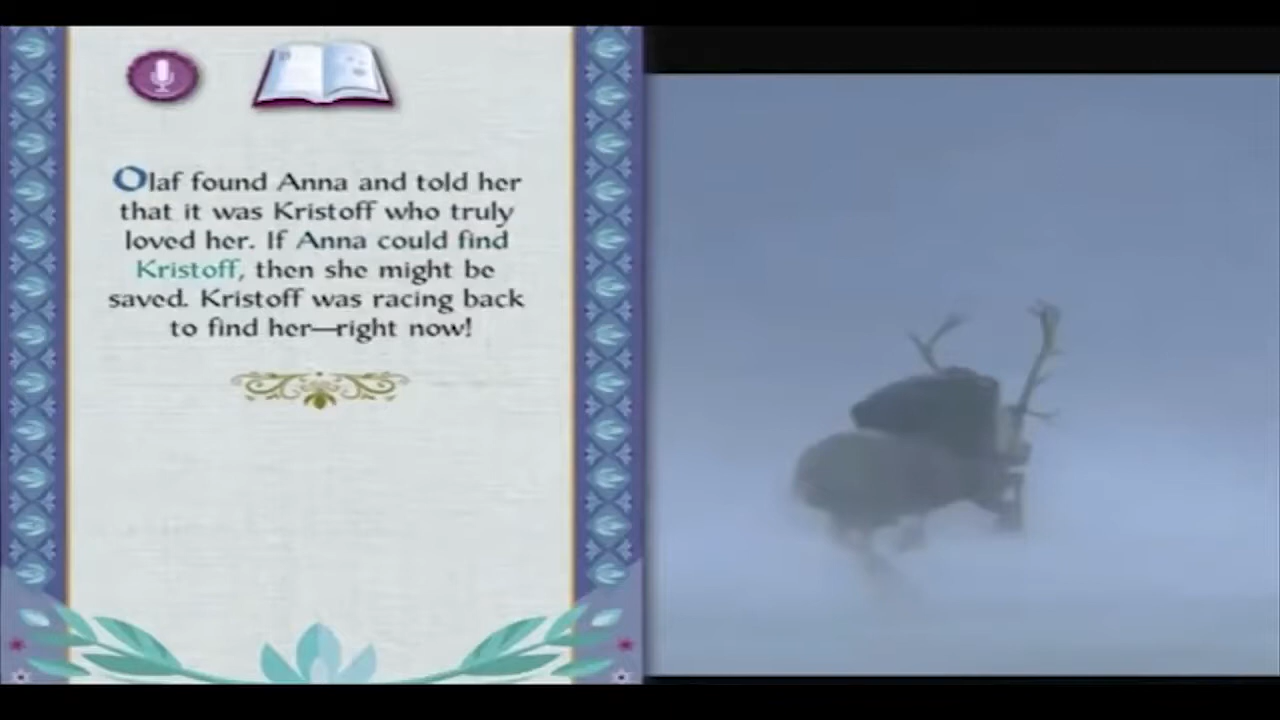 Olaf found Anna and told her
that it was Kristoff who truly
loved her. If Anna could find
Kristoff, then she might be
saved. Kristoff was racing back
to find her—right now!